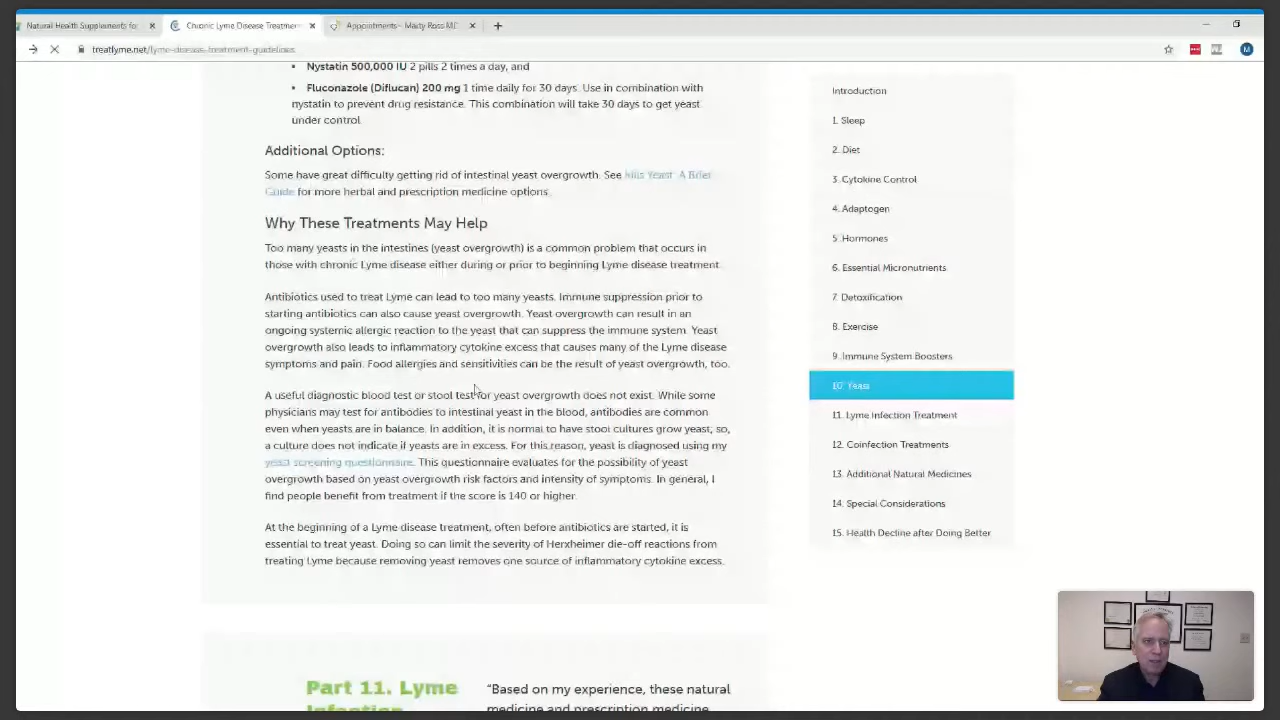 Natural Health Supplements fo
Chronic Lyme Disease Treatmen
Appointments - Marty Ross MD
treatlyme.net/lyme-disease-treatment-guidelines
M
▪ Nystatin 500,000 IU 2 pills 2 times a day, and
▪ Fluconazole (Diflucan) 200 mg 1 time daily for 30 days. Use in combination with
nystatin to prevent drug resistance. This combination will take 30 days to get yeast
under control.
Additional Options:
Some have great difficulty getting rid of intestinal yeast overgrowth. See Kills Yeast: A Brief
Guide for more herbal and prescription medicine options.
Why These Treatments May Help
Too many yeasts in the intestines (yeast overgrowth) is a common problem that occurs in
those with chronic Lyme disease either during or prior to beginning Lyme disease treatment.
Antibiotics used to treat Lyme can lead to too many yeasts. Immune suppression prior to
starting antibiotics can also cause yeast overgrowth. Yeast overgrowth can result in an
ongoing systemic allergic reaction to the yeast that can suppress the immune system. Yeast
overgrowth also leads to inflammatory cytokine excess that causes many of the Lyme disease
symptoms and pain. Food allergies and sensitivities can be the result of yeast overgrowth, too.
A useful diagnostic blood test or stool test for yeast overgrowth does not exist. While some
physicians may test for antibodies to intestinal yeast in the blood, antibodies are common
even when yeasts are in balance. In addition, it is normal to have stool cultures grow yeast; so,
a culture does not indicate if yeasts are in excess. For this reason, yeast is diagnosed using my
yeast screening questionnaire. This questionnaire evaluates for the possibility of yeast
overgrowth based on yeast overgrowth risk factors and intensity of symptoms. In general, I
find people benefit from treatment if the score is 140 or higher.
At the beginning of a Lyme disease treatment, often before antibiotics are started, it is
essential to treat yeast. Doing so can limit the severity of Herxheimer die-off reactions from
treating Lyme because removing yeast removes one source of inflammatory cytokine excess.
Part 11. Lyme
Infection
"Based on my experience, these natural
medicine and prescription medicine
Introduction
1. Sleep
2. Diet
3. Cytokine Control
4. Adaptogen
5. Hormones
6. Essential Micronutrients
7. Detoxification
8. Exercise
9. Immune System Boosters
10. Yeast
11. Lyme Infection Treatment
12. Coinfection Treatments
13. Additional Natural Medicines
14. Special Considerations
15. Health Decline after Doing Better